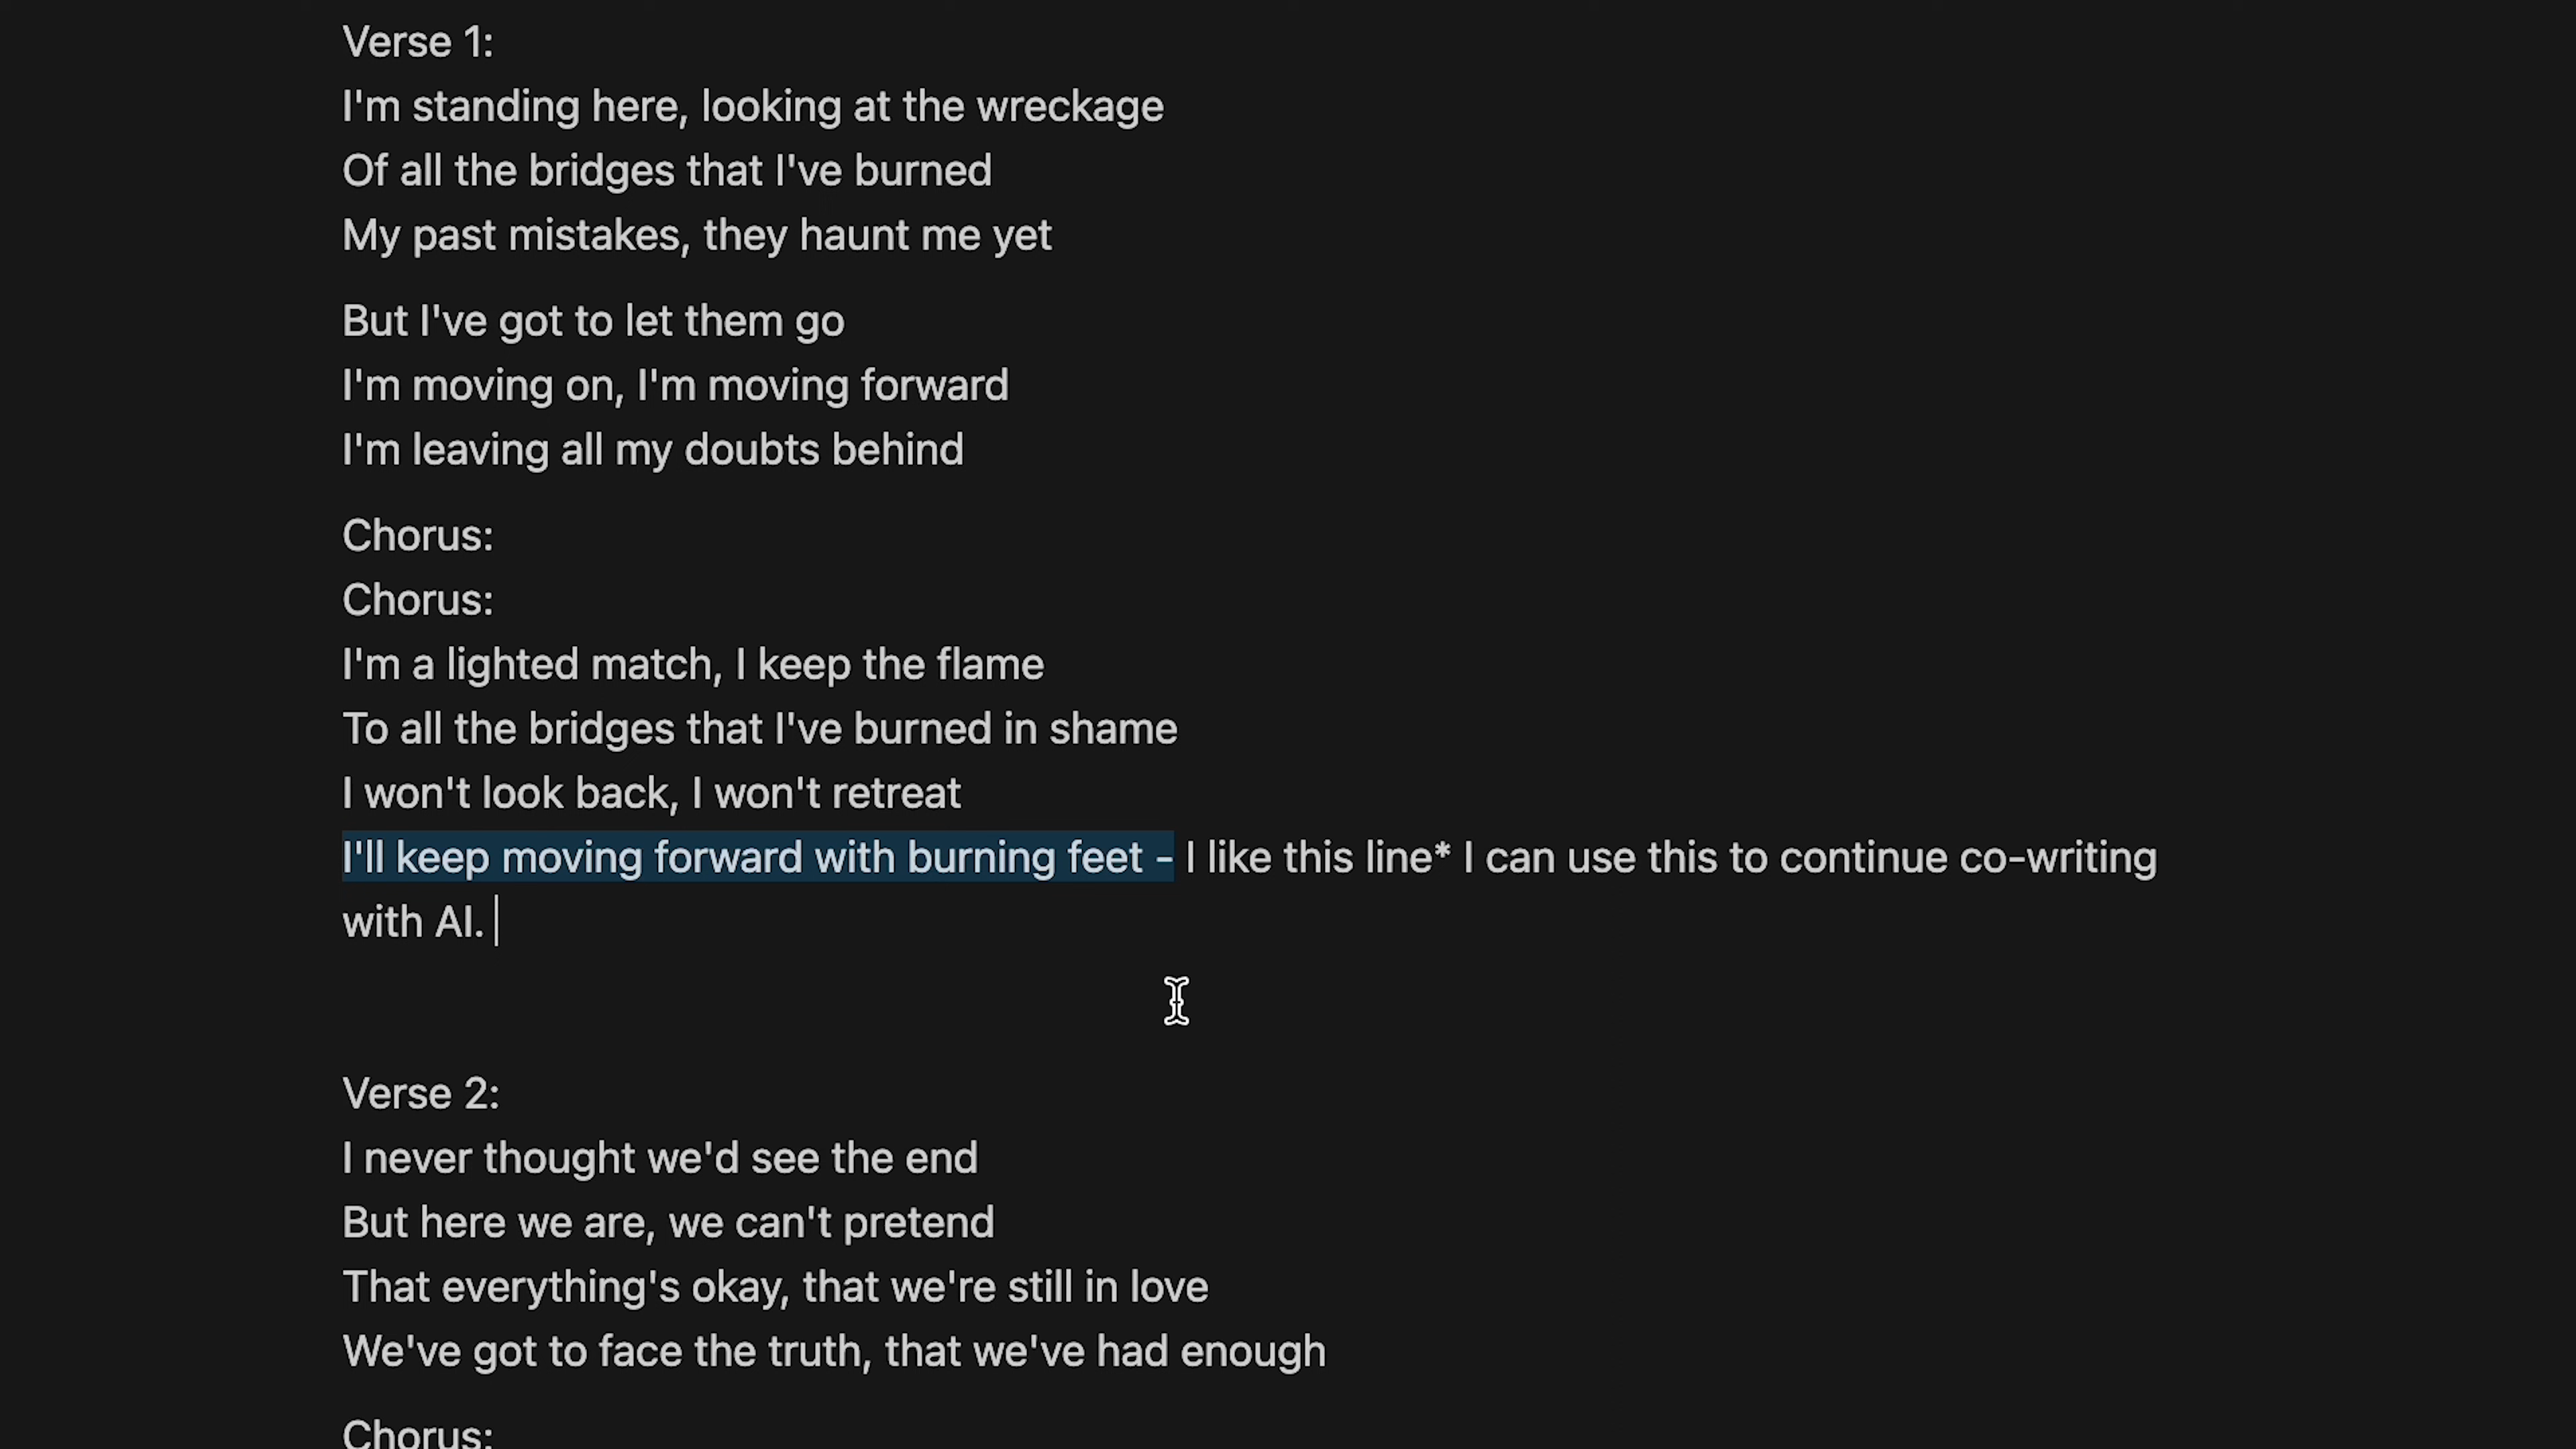 Verse 1:
I'm standing here, looking at the wreckage
Of all the bridges that I've burned
My past mistakes, they haunt me yet
But I've got to let them go
I'm moving on, I'm moving forward
I'm leaving all my doubts behind
Chorus:
Chorus:
I'm a lighted match, I keep the flame
To all the bridges that I've burned in shame
I won't look back, I won't retreat
I'll keep moving forward with burning feet - I like this line* I can use this to continue co-writing
with AI.
Verse 2:
I never thought we'd see the end
But here we are, we can't pretend
That everything's okay, that we're still in love
We've got to face the truth, that we've had enough
Chorus: